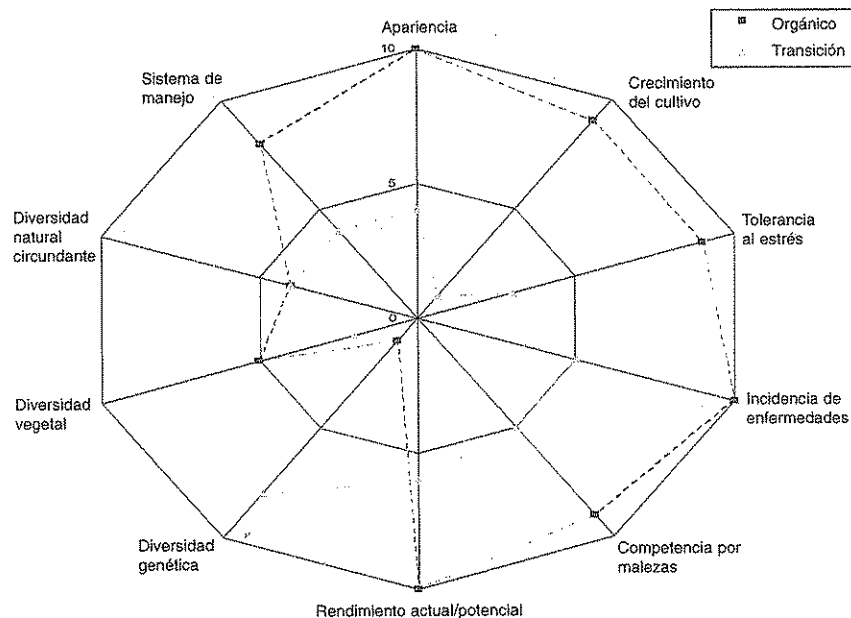 Apariencia
Orgánico
Transición
10
Sistema de
manejo
Crecimiento
del cultivo
5
Diversidad
natural
circundante
Tolerancia
al estrés
0
Diversidad
vegetal
Incidencia de
enfermedades
Diversidad
genética
Competencia por
malezas
Rendimiento actual/potencial